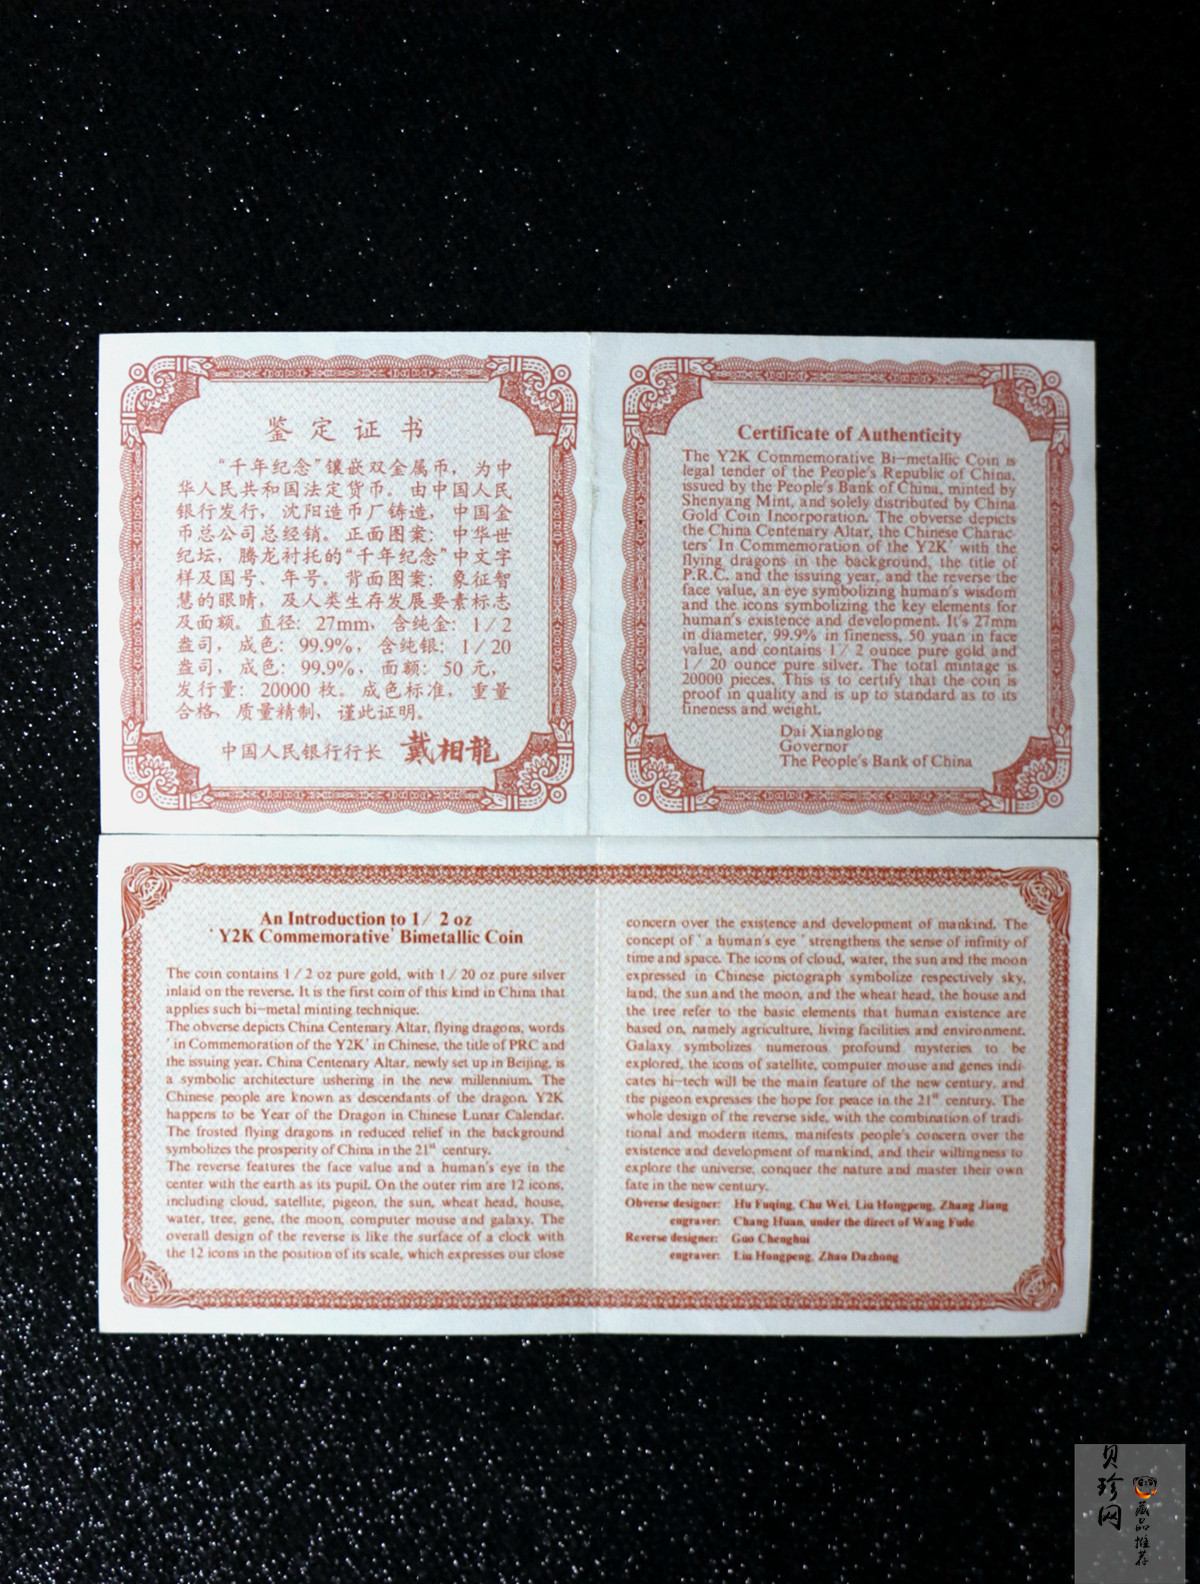 鉴定证书
“千年纪念”镶嵌双金属币，为中
华人民共和国法定货币。由中国人民
银行发行，沈阳造币厂铸造，中国金
币总公司总经销。正面图案：中华世
纪坛，腾龙衬托的“千年纪念”中文字
样及国号、年号。背面图案：象征智
慧的眼睛，及人类生存发展要素标志
及面额。直径：27mm，含纯金：1/2
盎司，成色：99.9%，含纯银：1/20
盎司，成色：99.9%，面额：50元，
发行量：20000枚。成色标准，重量
合格，质量精制，谨此证明。
中国人民银行行长 戴相龍
Certificate of Authenticity
The Y2K Commemorative Bi-metallic Coin is
legal tender of the People's Republic of China,
issued by the People's Bank of China, minted by
Shenyang Mint, and solely distributed by China
Gold Coin Incorporation. The obverse depicts
the China Centenary Altar, the Chinese Charac-
ters' In Commemoration of the Y2K' with the
flying dragons in the background, the title of
P.R.C. and the issuing year, and the reverse the
face value, an eye symbolizing human's wisdom
and the icons symbolizing the key elements for
human's existence and development. It's 27mm
in diameter, 99.9% in fineness, 50 yuan in face
value, and contains 1/2 ounce pure gold and
1/20 ounce pure silver. The total mintage is
20000 pieces. This is to certify that the coin is
proof in quality and is up to standard as to its
fineness and weight.
Dai Xianglong
Governor
The People's Bank of China
An Introduction to 1/2 oz
'Y2K Commemorative' Bimetallic Coin
The coin contains 1/2 oz pure gold, with 1/20 oz pure silver
inlaid on the reverse. It is the first coin of this kind in China that
applies such bi-metal minting technique.
The obverse depicts China Centenary Altar, flying dragons, words
'in Commemoration of the Y2K' in Chinese, the title of PRC and
the issuing year. China Centenary Altar, newly set up in Beijing, is
a symbolic architecture ushering in the new millennium. The
Chinese people are known as descendants of the dragon. Y2K
happens to be Year of the Dragon in Chinese Lunar Calendar.
The frosted flying dragons in reduced relief in the background
symbolizes the prosperity of China in the 21st century.
The reverse features the face value and a human's eye in the
center with the earth as its pupil. On the outer rim are 12 icons,
including cloud, satellite, pigeon, the sun, wheat head, house,
water, tree, gene, the moon, computer mouse and galaxy. The
overall design of the reverse is like the surface of a clock with
the 12 icons in the position of its scale, which expresses our close
concern over the existence and development of mankind. The
concept of 'a human's eye' strengthens the sense of infinity of
time and space. The icons of cloud, water, the sun and the moon
expressed in Chinese pictograph symbolize respectively sky,
land, the sun and the moon, and the wheat head, the house and
the tree refer to the basic elements that human existence are
based on, namely agriculture, living facilities and environment.
Galaxy symbolizes numerous profound mysteries to be
explored, the icons of satellite, computer mouse and genes indi
cates hi-tech will be the main feature of the new century, and
the pigeon expresses the hope for peace in the 21st century. The
whole design of the reverse side, with the combination of tradi
tional and modern items, manifests people's concern over the
existence and development of mankind, and their willingness to
explore the universe, conquer the nature and master their own
fate in the new century.
Obverse designer: Hu Fuqing, Chu Wei, Liu Hongpeng, Zhang Jiang
engraver: Chang Huan, under the direct of Wang Fude
Reverse designer: Guo Chenghui
engraver: Liu Hongpeng, Zhao Dazhong
贝珍网
藏品推荐